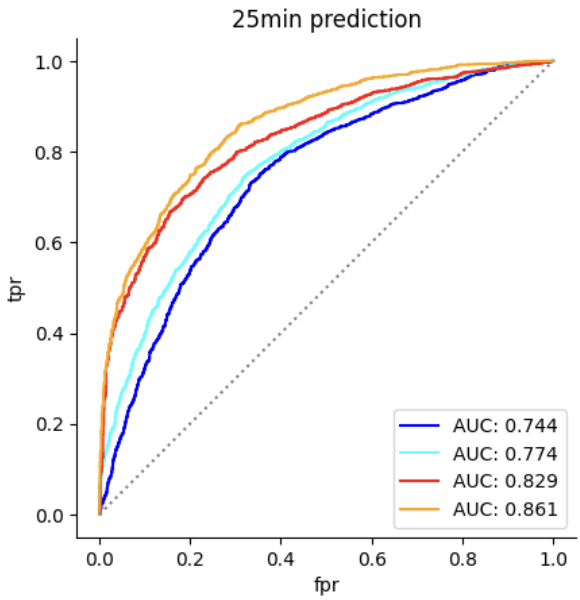 25min prediction
1.0
0.8
0.6
0.4
0.2
0.0
tpr
AUC: 0.744
AUC: 0.774
AUC: 0.829
AUC: 0.861
0.0 0.2 0.4 0.6 0.8 1.0
fpr